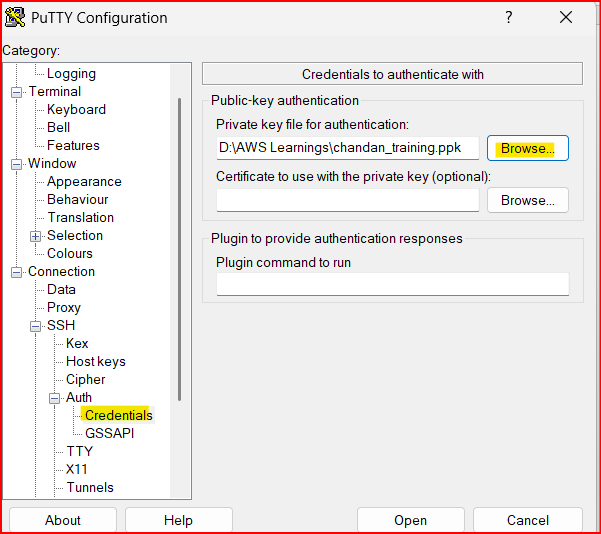 PuTTY Configuration
?
Category:
Logging
Terminal
Keyboard
Bell
Features
Window
Appearance
Behaviour
Translation
Selection
Colours
Connection
Data
Proxy
SSH
Kex
Host keys
Cipher
Auth
Credentials
GSSAPI
TTY
X11
Tunnels
Credentials to authenticate with
Public-key authentication
Private key file for authentication:
D:\AWS Learnings\chandan_training.ppk Browse...
Certificate to use with the private key (optional):
Browse...
Plugin to provide authentication responses
Plugin command to run
About Help Open Cancel